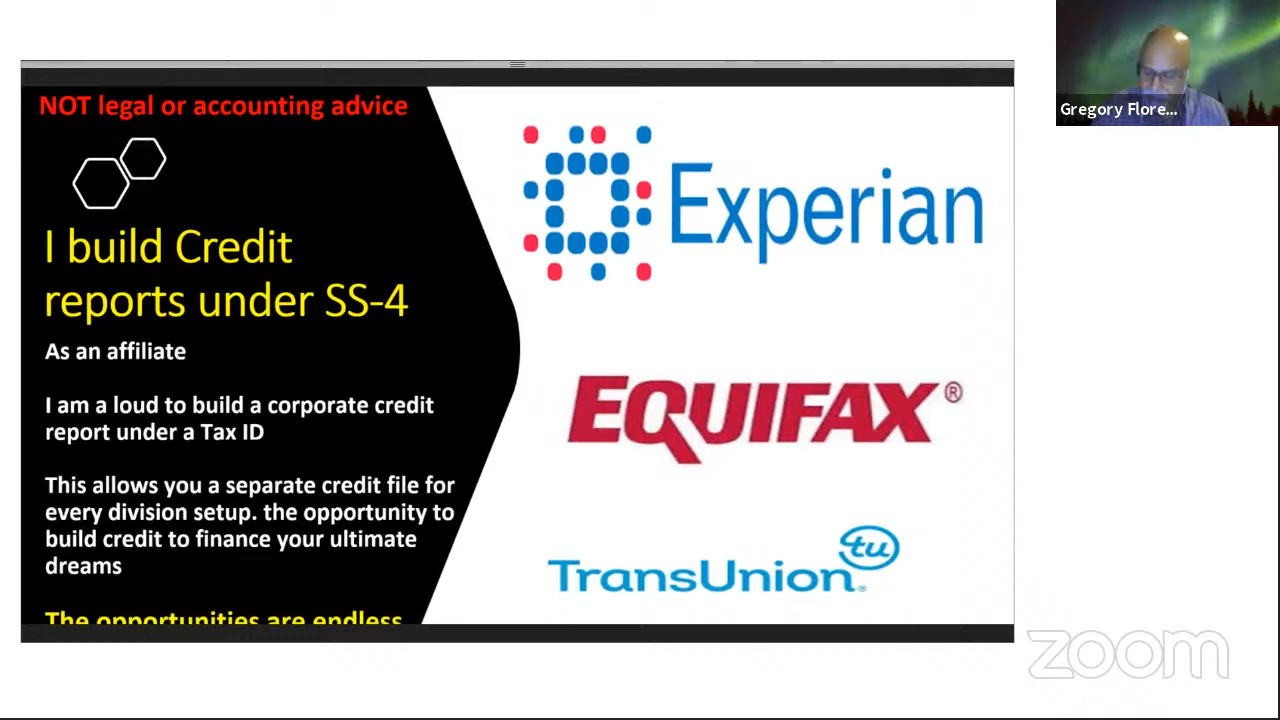 NOT legal or accounting advice
I build Credit
reports under SS-4
As an affiliate
I am a loud to build a corporate credit
report under a Tax ID
This allows you a separate credit file for
every division setup. the opportunity to
build credit to finance your ultimate
dreams
The opportunities are endless
Experian
EQUIFAX®
tu
TransUnion®
Gregory Flore...
zoom